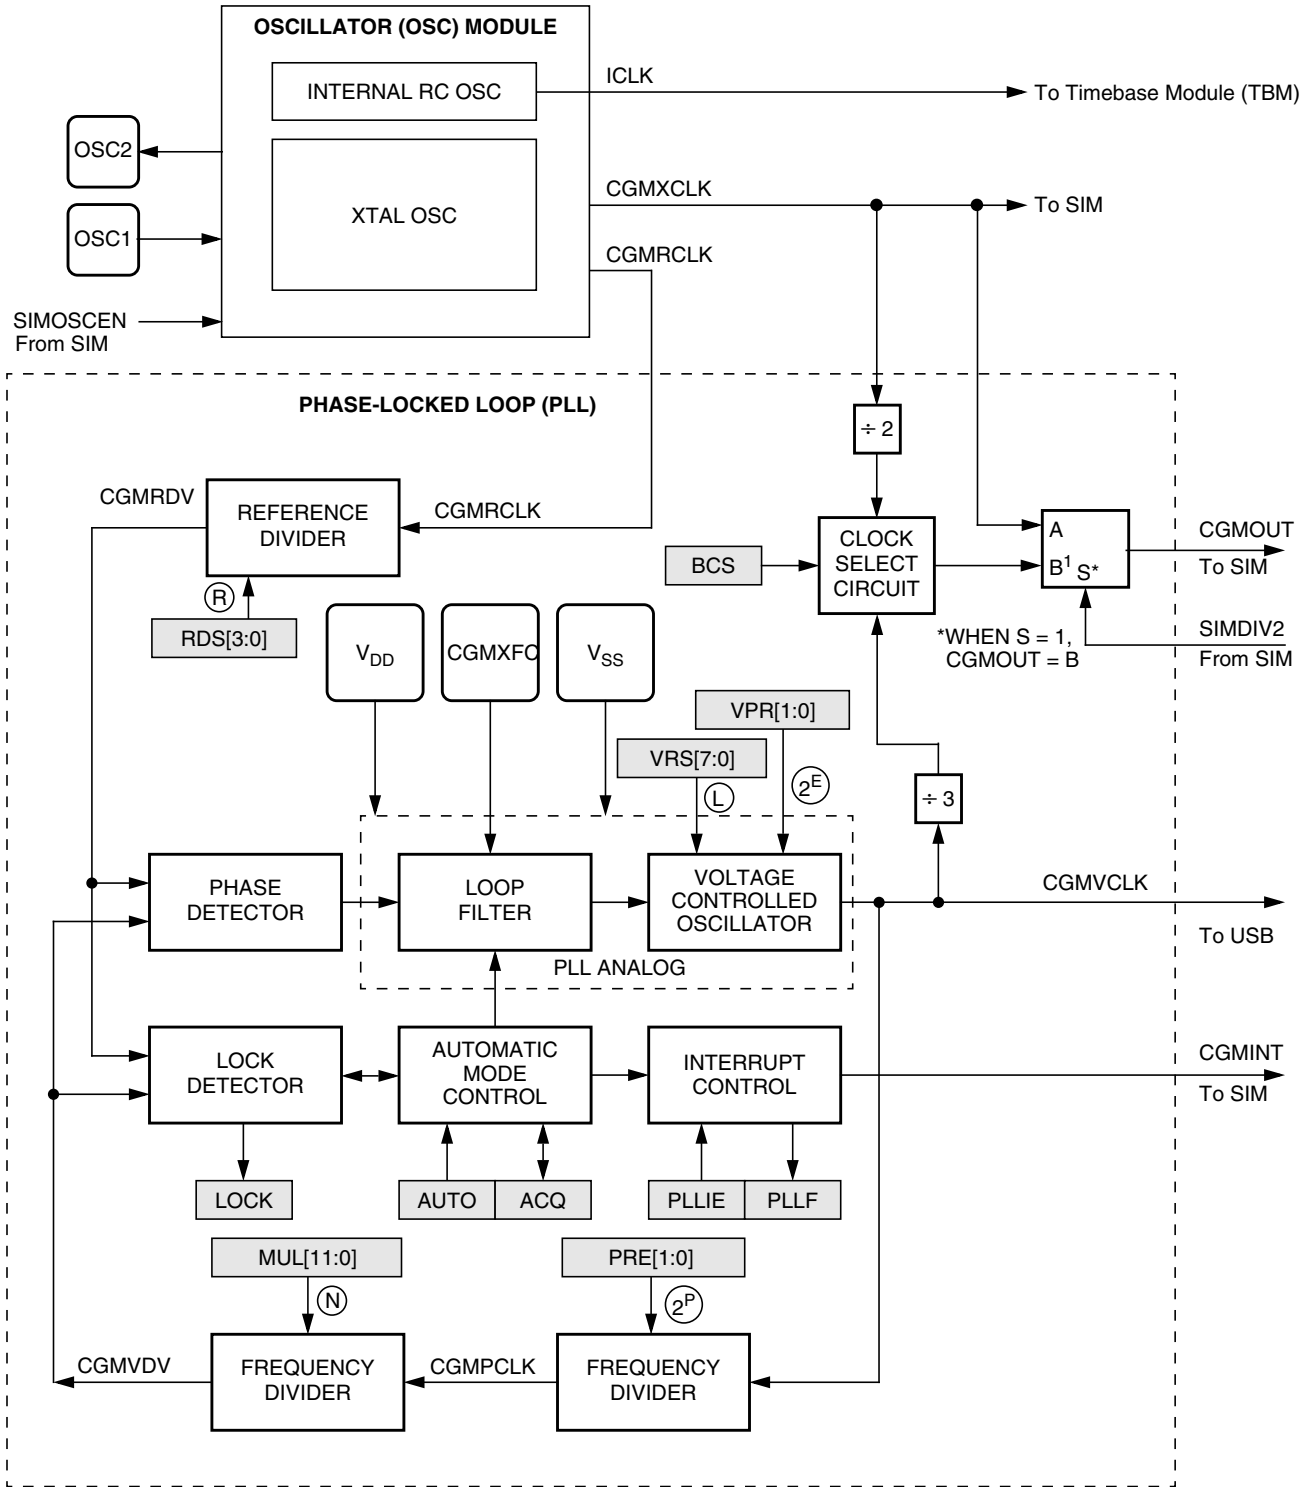 OSCILLATOR (OSC) MODULE
INTERNAL RC OSC
ICLK
To Timebase Module (TBM)
OSC2
XTAL OSC
CGMXCLK
To SIM
OSC1
CGMRCLK
SIMOSCEN
From SIM
PHASE-LOCKED LOOP (PLL)
÷ 2
CGMRDV
REFERENCE
DIVIDER
CGMRCLK
BCS
CLOCK
SELECT
CIRCUIT
A
B1 S*
CGMOUT
To SIM
R
RDS[3:0]
VDD
CGMXFC
VSS
*WHEN S = 1,
CGMOUT = B
SIMDIV2
From SIM
VPR[1:0]
VRS[7:0]
L
2E
÷ 3
PHASE
DETECTOR
LOOP
FILTER
VOLTAGE
CONTROLLED
OSCILLATOR
CGMVCLK
To USB
PLL ANALOG
LOCK
DETECTOR
AUTOMATIC
MODE
CONTROL
INTERRUPT
CONTROL
CGMINT
To SIM
LOCK
AUTO
ACQ
PLLIE
PLLF
MUL[11:0]
PRE[1:0]
N
2P
CGMVDV
FREQUENCY
DIVIDER
CGMPCLK
FREQUENCY
DIVIDER